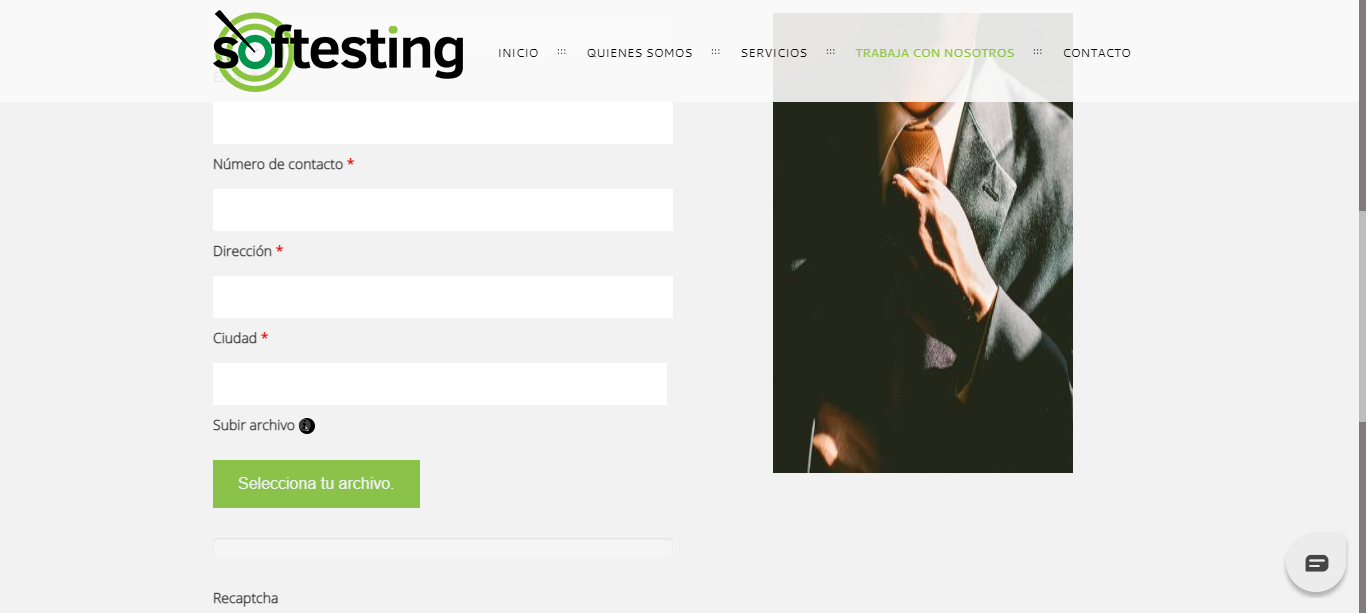 softesting
INICIO
QUIENES SOMOS
SERVICIOS
TRABAJA CON NOSOTROS
CONTACTO
Número de contacto *
Dirección *
Ciudad *
Subir archivo
Selecciona tu archivo.
Recaptcha